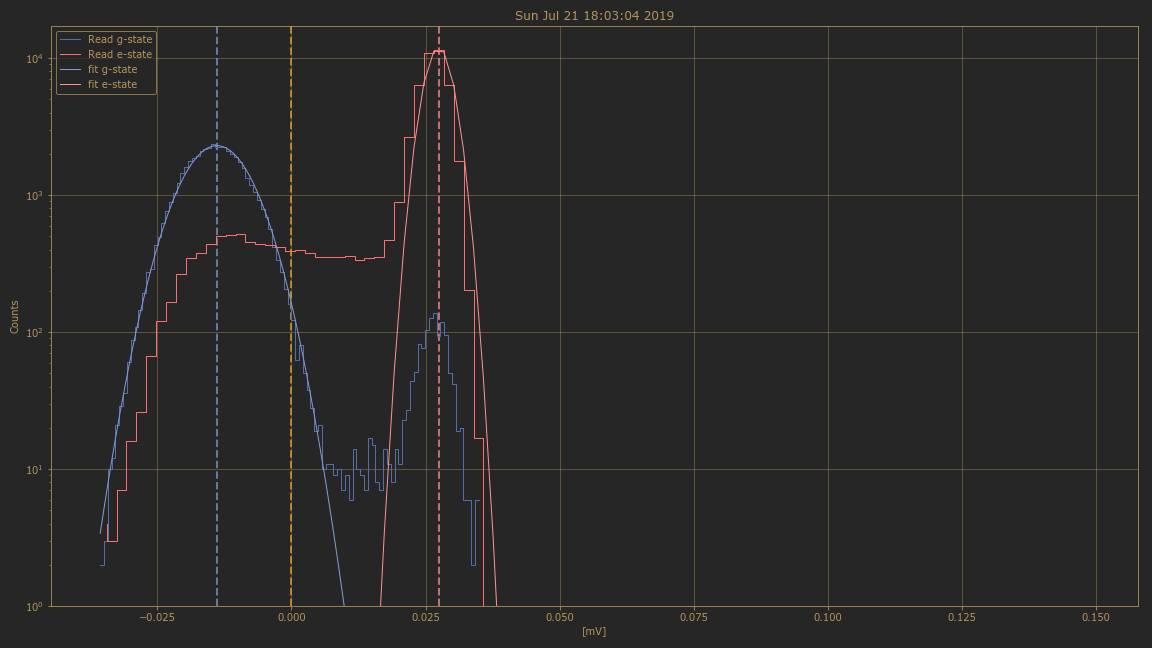 Sun Jul 21 18:03:04 2019
Read g-state
Read e-state
fit g-state
fit e-state
Counts
10⁴
10³
10²
10¹
10⁰
−0.025 0.000 0.025 0.050 0.075 0.100 0.125 0.150
[mV]